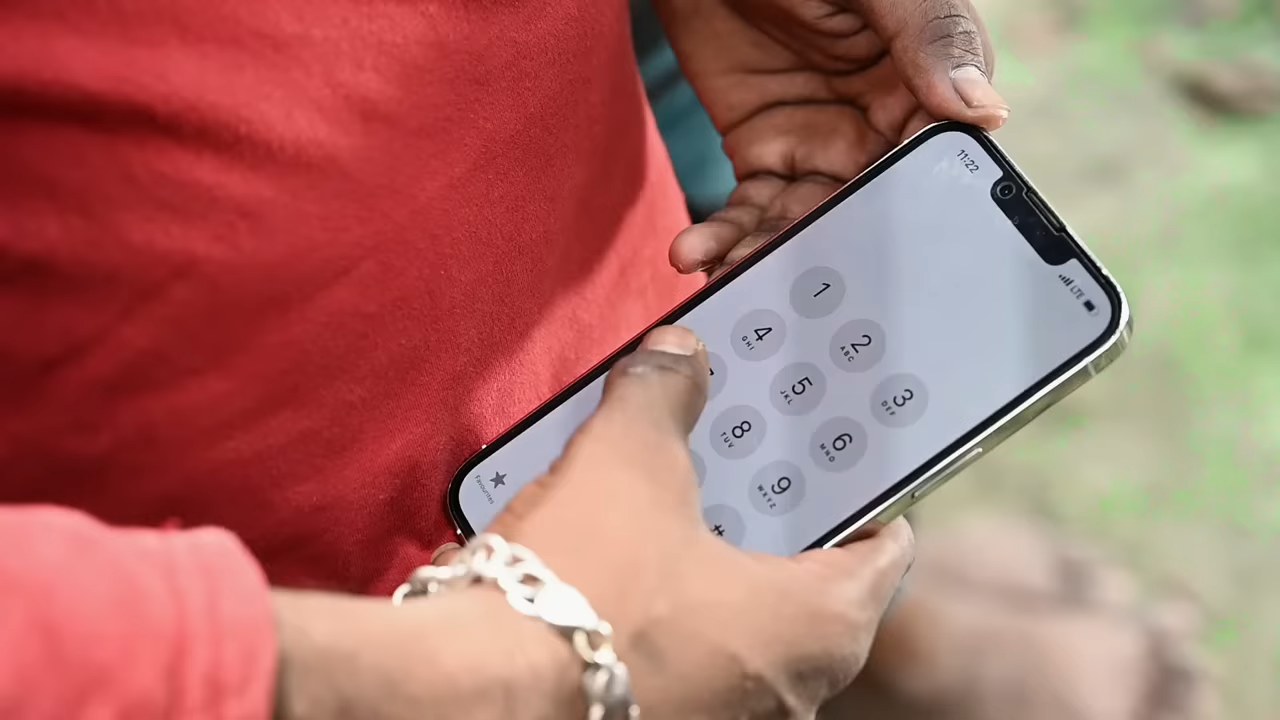 11:22
LTE
1
2
ABC
3
DEF
4
GHI
5
JKL
6
MNO
8
TUV
9
WXYZ
#
Favourites